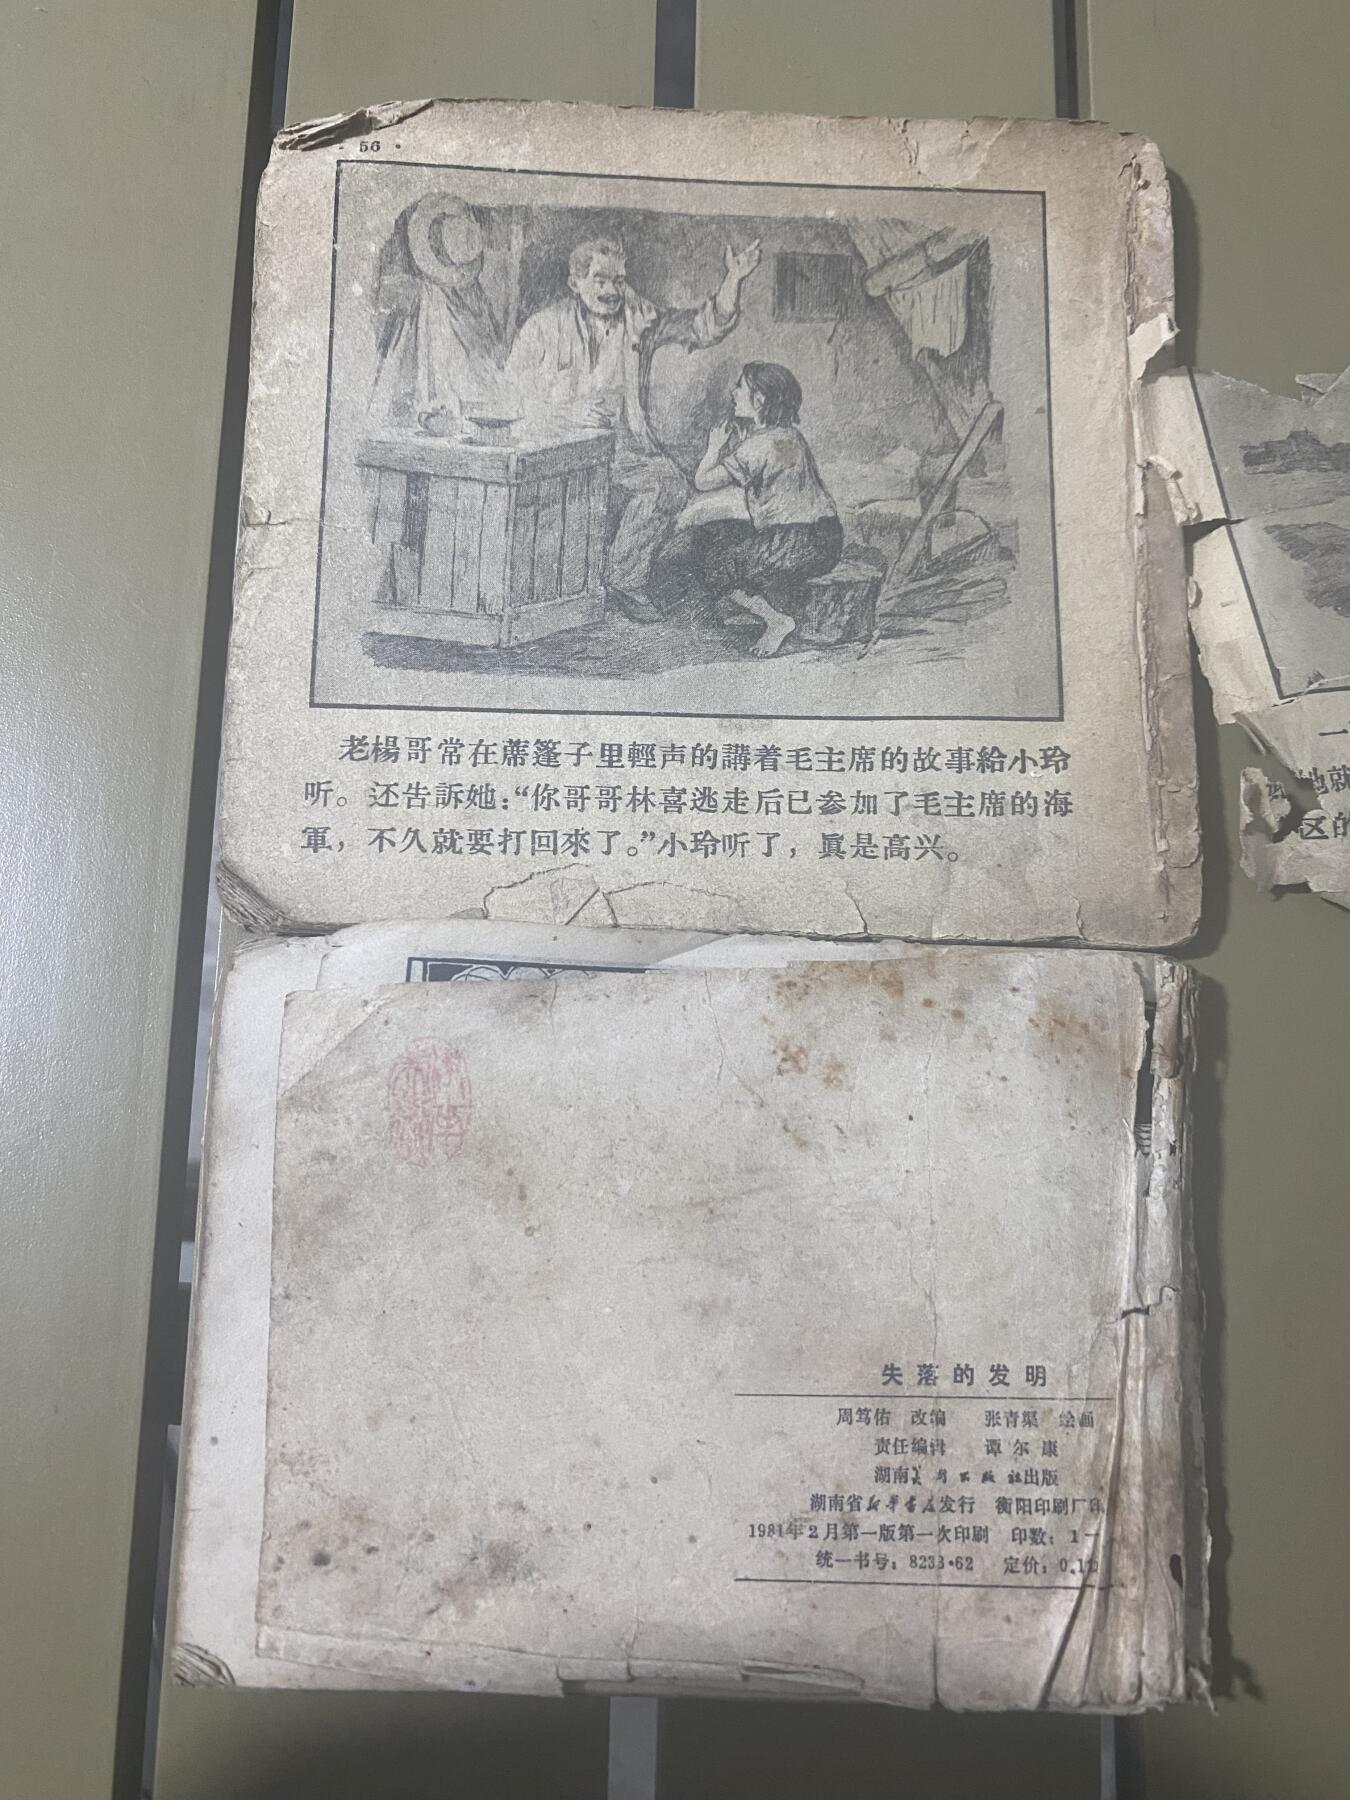 · 56 ·
老楊哥常在蓆篷子里輕声的講着毛主席的故事給小玲
听。还告訴她：“你哥哥林喜逃走后已参加了毛主席的海
軍，不久就要打回來了。”小玲听了，眞是高兴。
一
她就
区的
失落的发明
周笃佑 改编 张青渠 绘画
责任编辑 谭尔康
湖南美术出版社出版
湖南省新华书店发行 衡阳印刷厂印
1981年2月第一版第一次印刷 印数：1一
统一书号：8233·62 定价：0.1